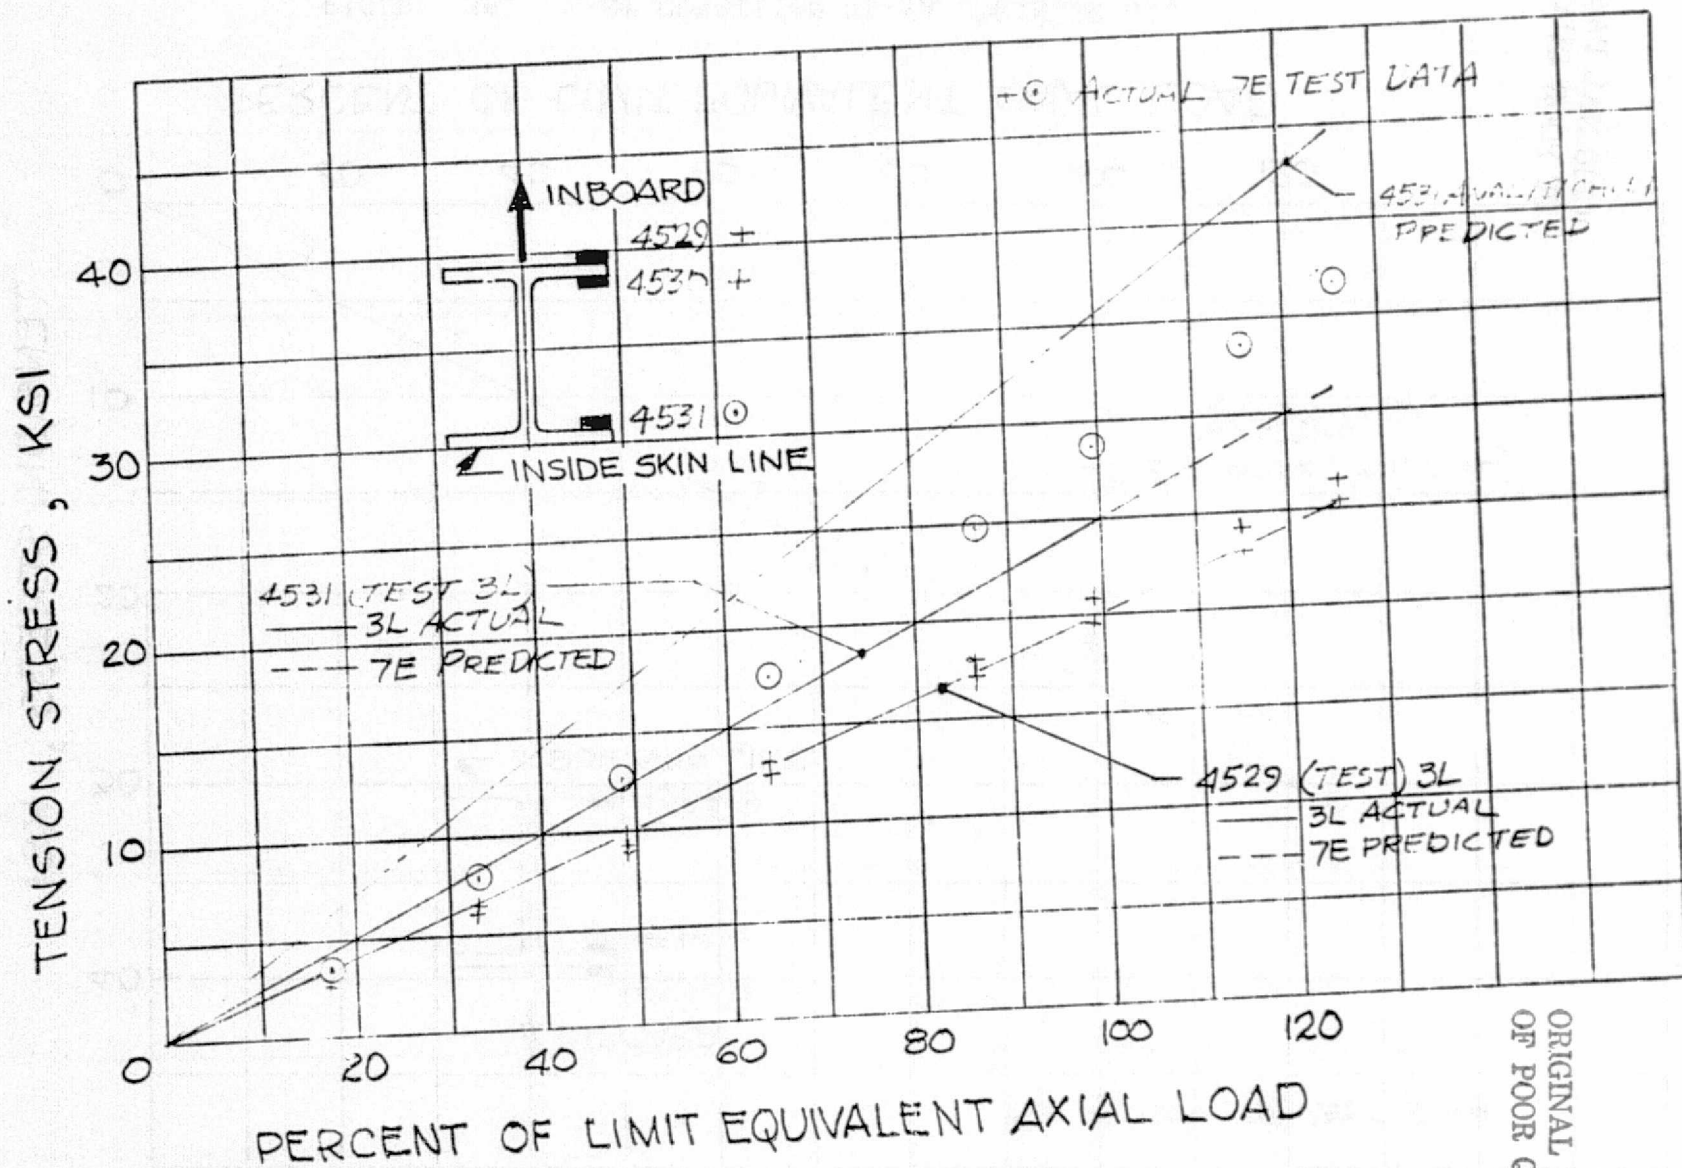 +⊙ ACTUAL 7E TEST DATA
INBOARD
4529 +
4530 +
4531 ⊙
INSIDE SKIN LINE
4531
PREDICTED
4531 (TEST 3L)
3L ACTUAL
7E PREDICTED
4529 (TEST) 3L
3L ACTUAL
7E PREDICTED
TENSION STRESS, KSI
40
30
20
10
0
20
40
60
80
100
120
PERCENT OF LIMIT EQUIVALENT AXIAL LOAD
ORIGINAL
OF POOR